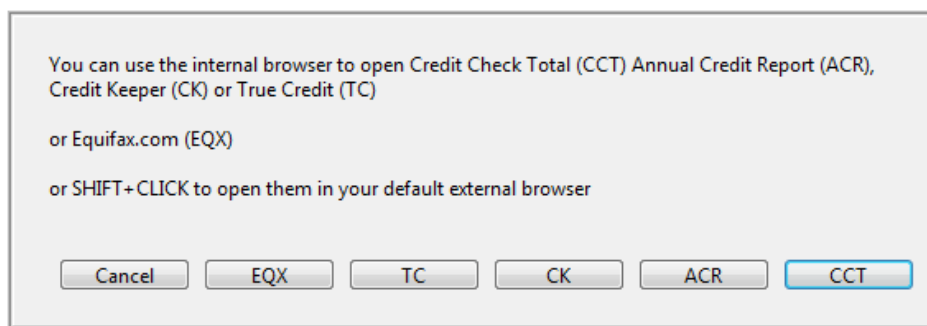 You can use the internal browser to open Credit Check Total (CCT) Annual Credit Report (ACR),
Credit Keeper (CK) or True Credit (TC)
or Equifax.com (EQX)
or SHIFT+CLICK to open them in your default external browser
Cancel EQX TC CK ACR CCT